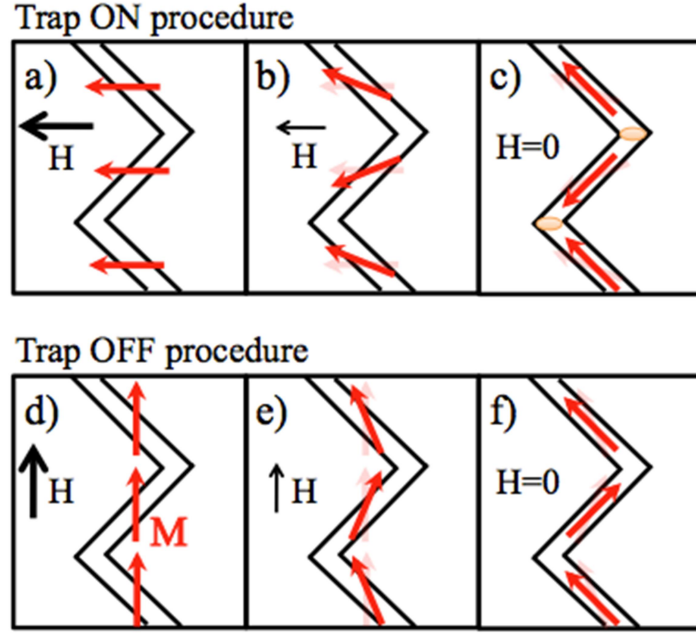 Trap ON procedure
a) b) c)
H H H=0
Trap OFF procedure
d) e) f)
H H H=0
M